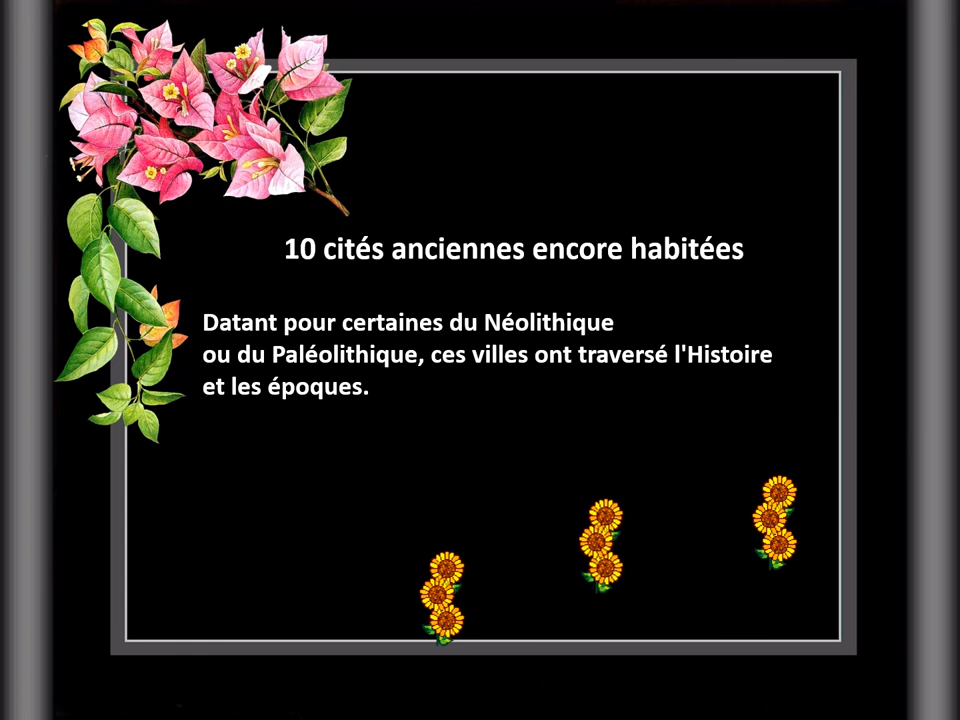 10 cités anciennes encore habitées
Datant pour certaines du Néolithique
ou du Paléolithique, ces villes ont traversé l'Histoire
et les époques.